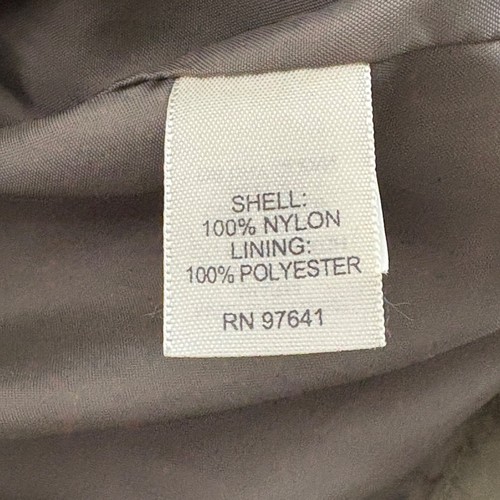 SHELL:
100% NYLON
LINING:
100% POLYESTER
RN 97641